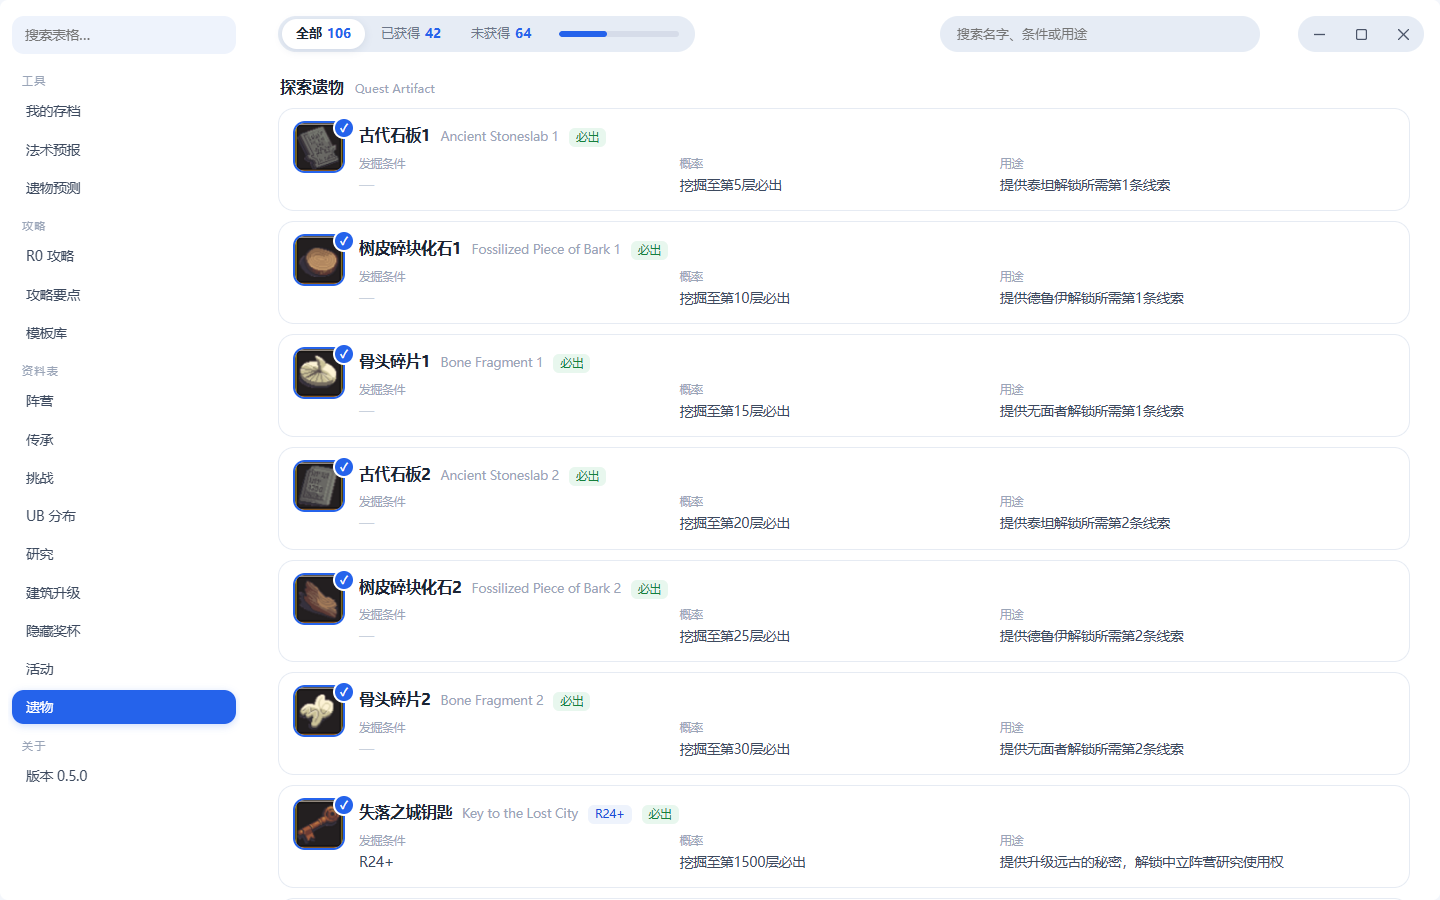 搜索表格...
工具
我的存档
法术预报
遗物预测
攻略
R0 攻略
攻略要点
模板库
资料表
阵营
传承
挑战
UB 分布
研究
建筑升级
隐藏奖杯
活动
遗物
关于
版本 0.5.0
全部 106 已获得 42 未获得 64
搜索名字、条件或用途
探索遗物 Quest Artifact
古代石板1 Ancient Stoneslab 1 必出
发掘条件 概率 用途
— 挖掘至第5层必出 提供泰坦解锁所需第1条线索
树皮碎块化石1 Fossilized Piece of Bark 1 必出
发掘条件 概率 用途
— 挖掘至第10层必出 提供德鲁伊解锁所需第1条线索
骨头碎片1 Bone Fragment 1 必出
发掘条件 概率 用途
— 挖掘至第15层必出 提供无面者解锁所需第1条线索
古代石板2 Ancient Stoneslab 2 必出
发掘条件 概率 用途
— 挖掘至第20层必出 提供泰坦解锁所需第2条线索
树皮碎块化石2 Fossilized Piece of Bark 2 必出
发掘条件 概率 用途
— 挖掘至第25层必出 提供德鲁伊解锁所需第2条线索
骨头碎片2 Bone Fragment 2 必出
发掘条件 概率 用途
— 挖掘至第30层必出 提供无面者解锁所需第2条线索
失落之城钥匙 Key to the Lost City R24+ 必出
发掘条件 概率 用途
R24+ 挖掘至第1500层必出 提供升级远古的秘密，解锁中立阵营研究使用权